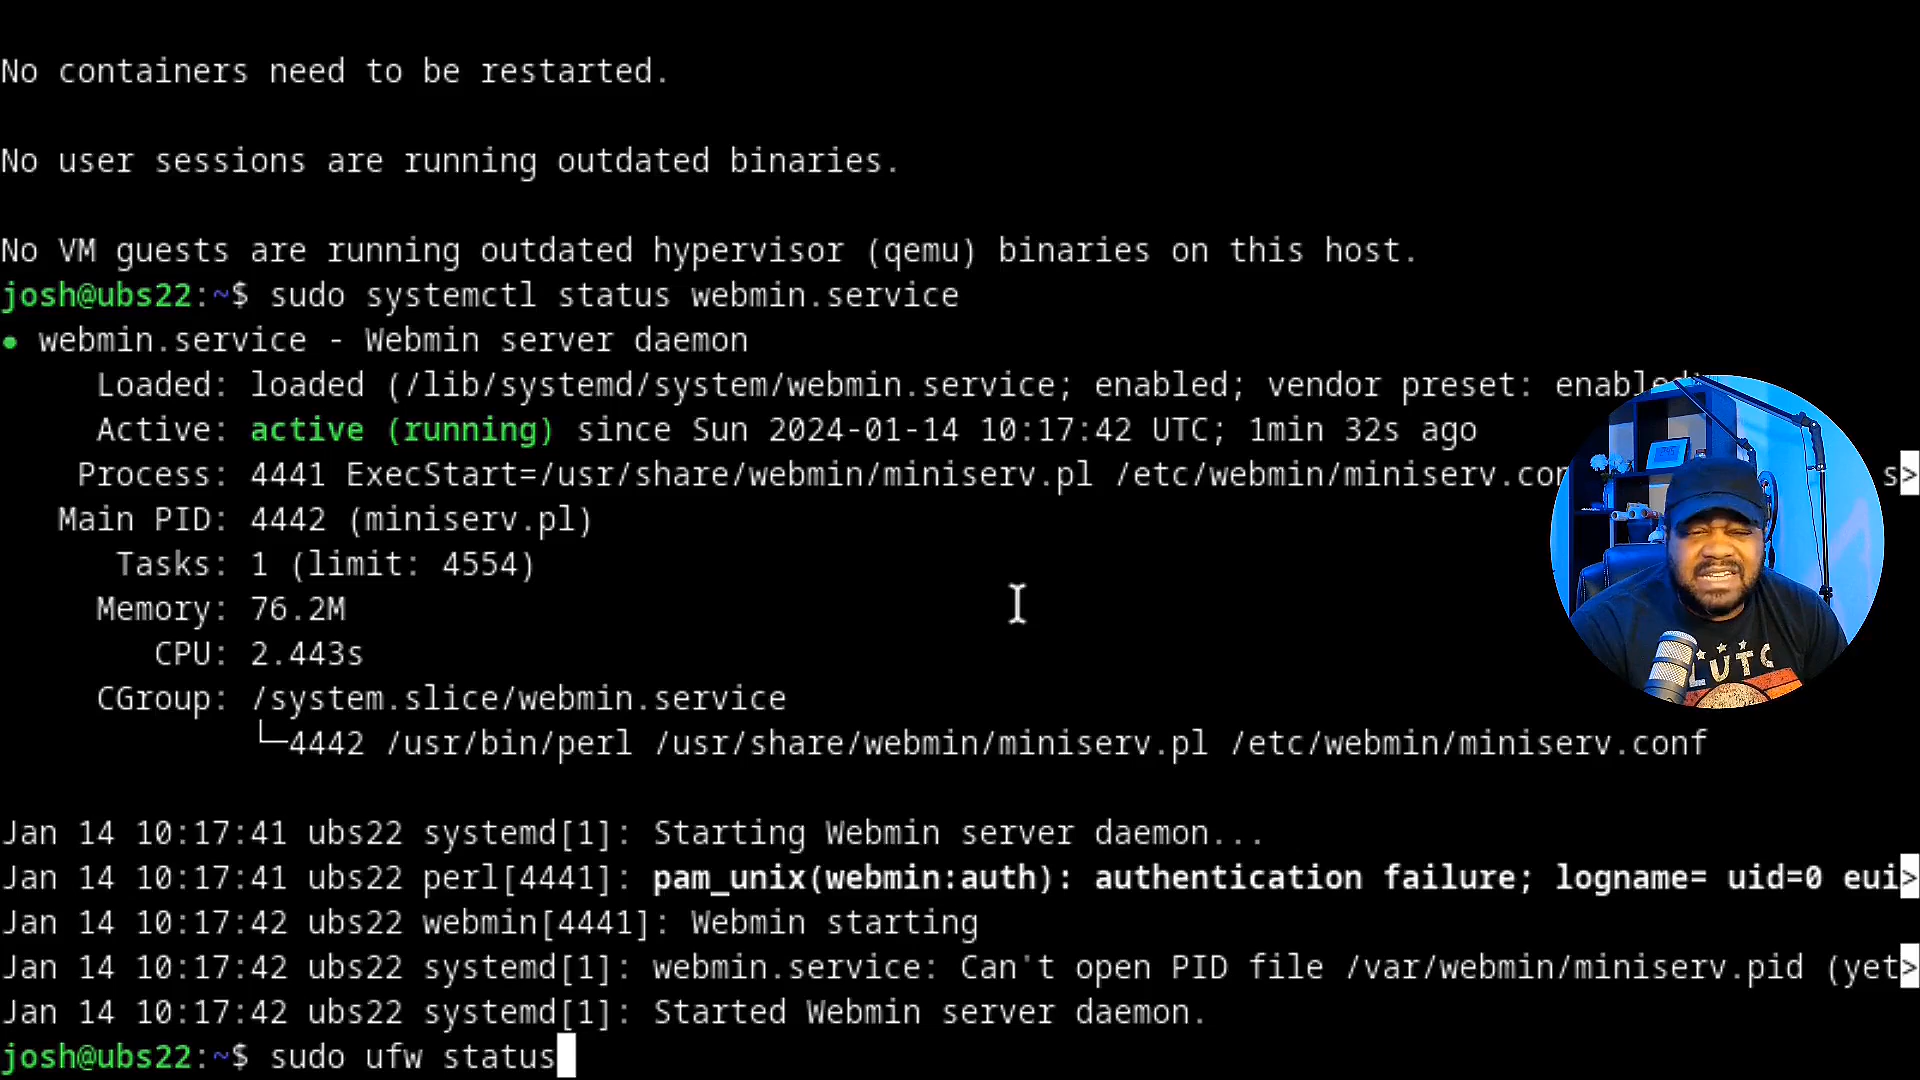 No containers need to be restarted.
No user sessions are running outdated binaries.
No VM guests are running outdated hypervisor (qemu) binaries on this host.
josh@ubs22:~$ sudo systemctl status webmin.service
● webmin.service - Webmin server daemon
Loaded: loaded (/lib/systemd/system/webmin.service; enabled; vendor preset: enabled)
Active: active (running) since Sun 2024-01-14 10:17:42 UTC; 1min 32s ago
Process: 4441 ExecStart=/usr/share/webmin/miniserv.pl /etc/webmin/miniserv.con s>
Main PID: 4442 (miniserv.pl)
Tasks: 1 (limit: 4554)
Memory: 76.2M
CPU: 2.443s
CGroup: /system.slice/webmin.service
└─4442 /usr/bin/perl /usr/share/webmin/miniserv.pl /etc/webmin/miniserv.conf
Jan 14 10:17:41 ubs22 systemd[1]: Starting Webmin server daemon...
Jan 14 10:17:41 ubs22 perl[4441]: pam_unix(webmin:auth): authentication failure; logname= uid=0 eui>
Jan 14 10:17:42 ubs22 webmin[4441]: Webmin starting
Jan 14 10:17:42 ubs22 systemd[1]: webmin.service: Can't open PID file /var/webmin/miniserv.pid (yet>
Jan 14 10:17:42 ubs22 systemd[1]: Started Webmin server daemon.
josh@ubs22:~$ sudo ufw status